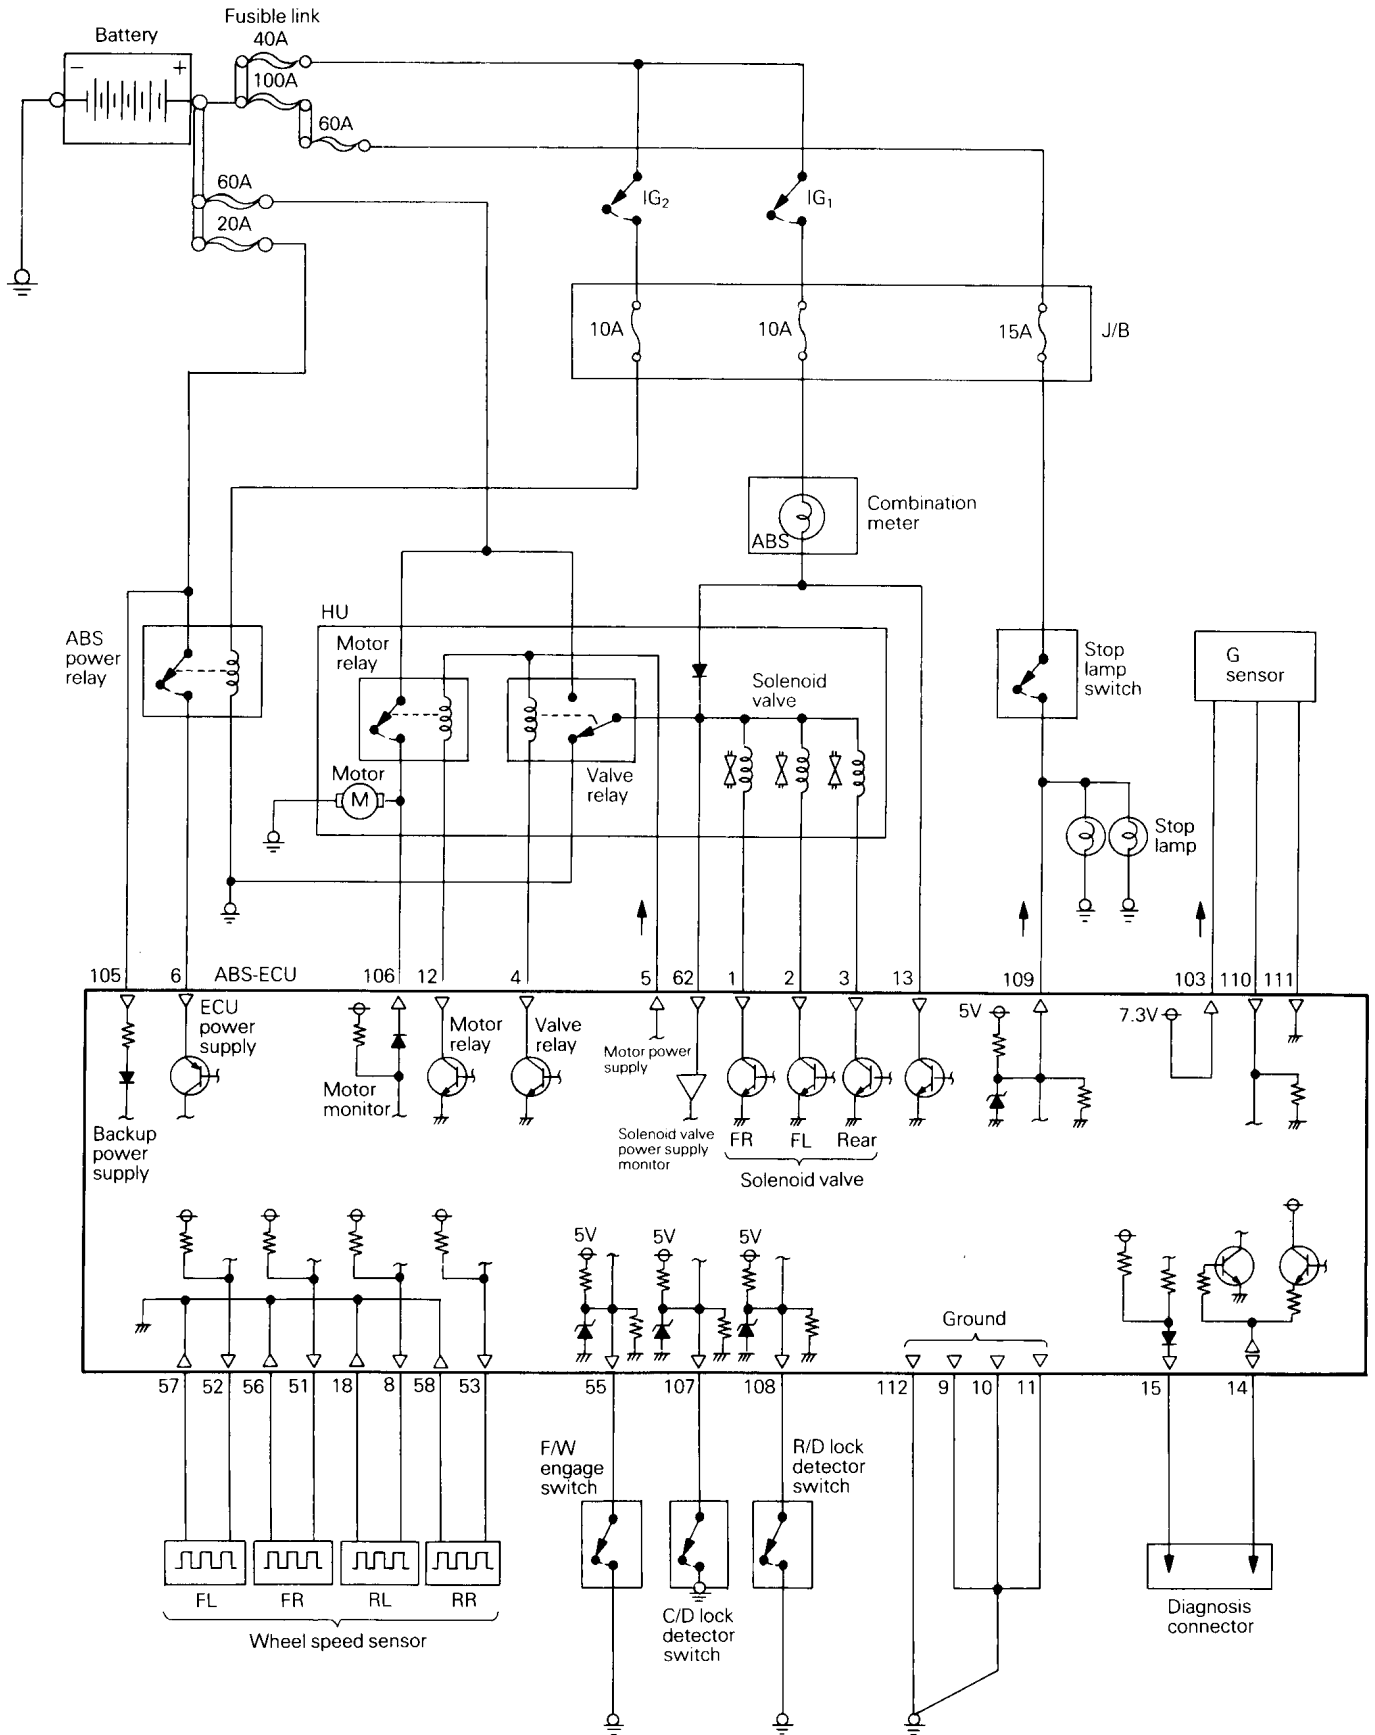 Fusible link
Battery
40A
− +
100A
60A
60A
20A
IG2
IG1
10A
10A
15A
J/B
Combination
meter
ABS
HU
ABS
power
relay
Motor
relay
Solenoid
valve
Stop
lamp
switch
G
sensor
Motor
M
Valve
relay
Stop
lamp
105 6 ABS-ECU 106 12 4 5 62 1 2 3 13 109 103 110 111
ECU
power
supply
Motor
relay
Valve
relay
5V
7.3V
Motor power
supply
Motor
monitor
Backup
power
supply
Solenoid valve
power supply
monitor
FR FL Rear
Solenoid valve
5V 5V 5V
Ground
57 52 56 51 18 8 58 53 55 107 108 112 9 10 11 15 14
F/W
engage
switch
R/D lock
detector
switch
FL FR RL RR
Wheel speed sensor
C/D lock
detector
switch
Diagnosis
connector